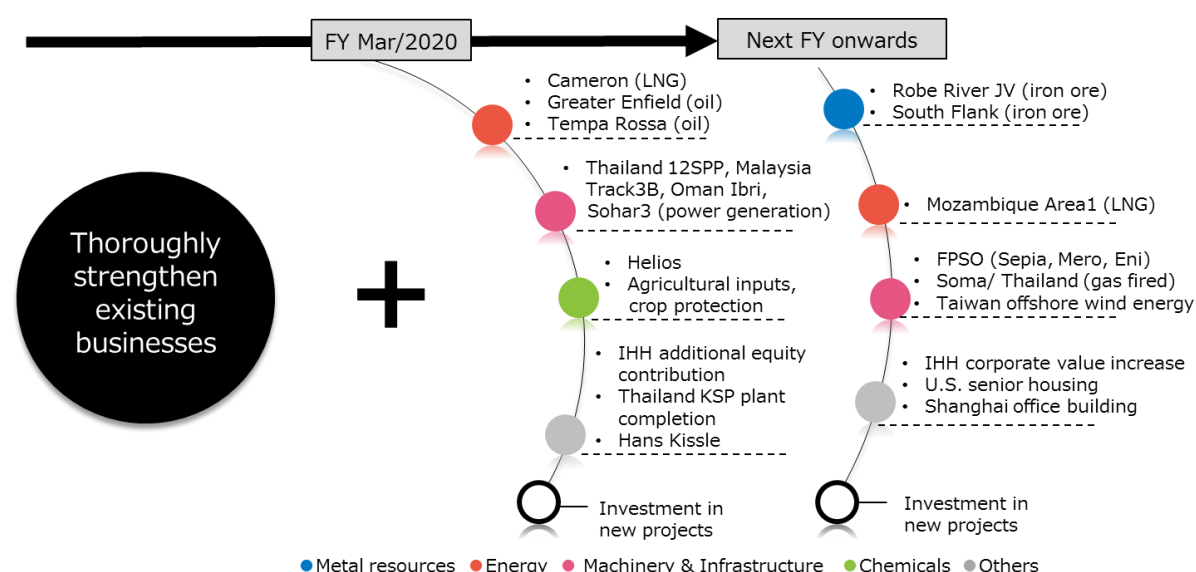 FY Mar/2020
Next FY onwards
Thoroughly
strengthen
existing
businesses
+
• Cameron (LNG)
• Greater Enfield (oil)
• Tempa Rossa (oil)
• Thailand 12SPP, Malaysia
Track3B, Oman Ibri,
Sohar3 (power generation)
• Helios
• Agricultural inputs,
crop protection
• IHH additional equity
contribution
• Thailand KSP plant
completion
• Hans Kissle
Investment in
new projects
• Robe River JV (iron ore)
• South Flank (iron ore)
• Mozambique Area1 (LNG)
• FPSO (Sepia, Mero, Eni)
• Soma/ Thailand (gas fired)
• Taiwan offshore wind energy
• IHH corporate value increase
• U.S. senior housing
• Shanghai office building
Investment in
new projects
Metal resources Energy Machinery & Infrastructure Chemicals Others